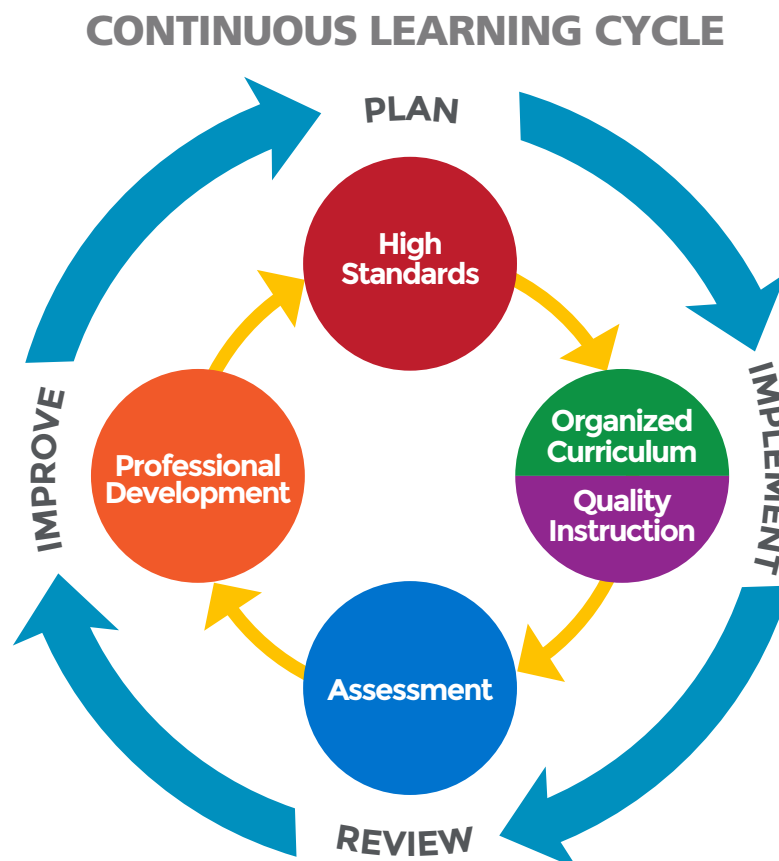 CONTINUOUS LEARNING CYCLE
PLAN
High
Standards
IMPLEMENT
Organized
Curriculum
Quality
Instruction
Assessment
REVIEW
Professional
Development
IMPROVE